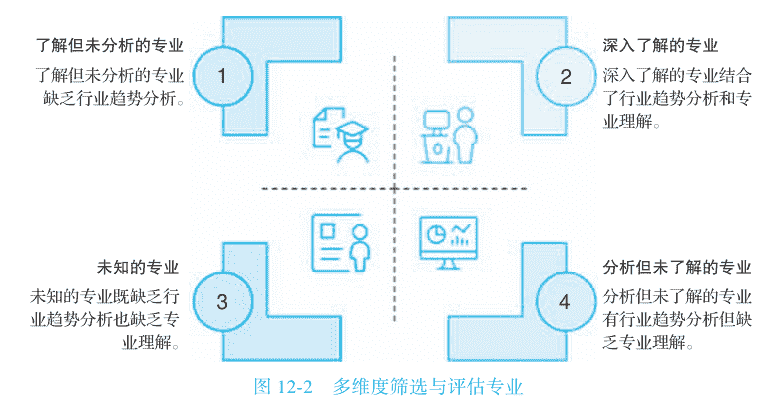 了解但未分析的专业
1
了解但未分析的专业
缺乏行业趋势分析。
深入了解的专业
2
深入了解的专业结合
了行业趋势分析和专
业理解。
未知的专业
3
未知的专业既缺乏行
业趋势分析也缺乏专
业理解。
分析但未了解的专业
4
分析但未了解的专业
有行业趋势分析但缺
乏专业理解。
图 12-2 多维度筛选与评估专业